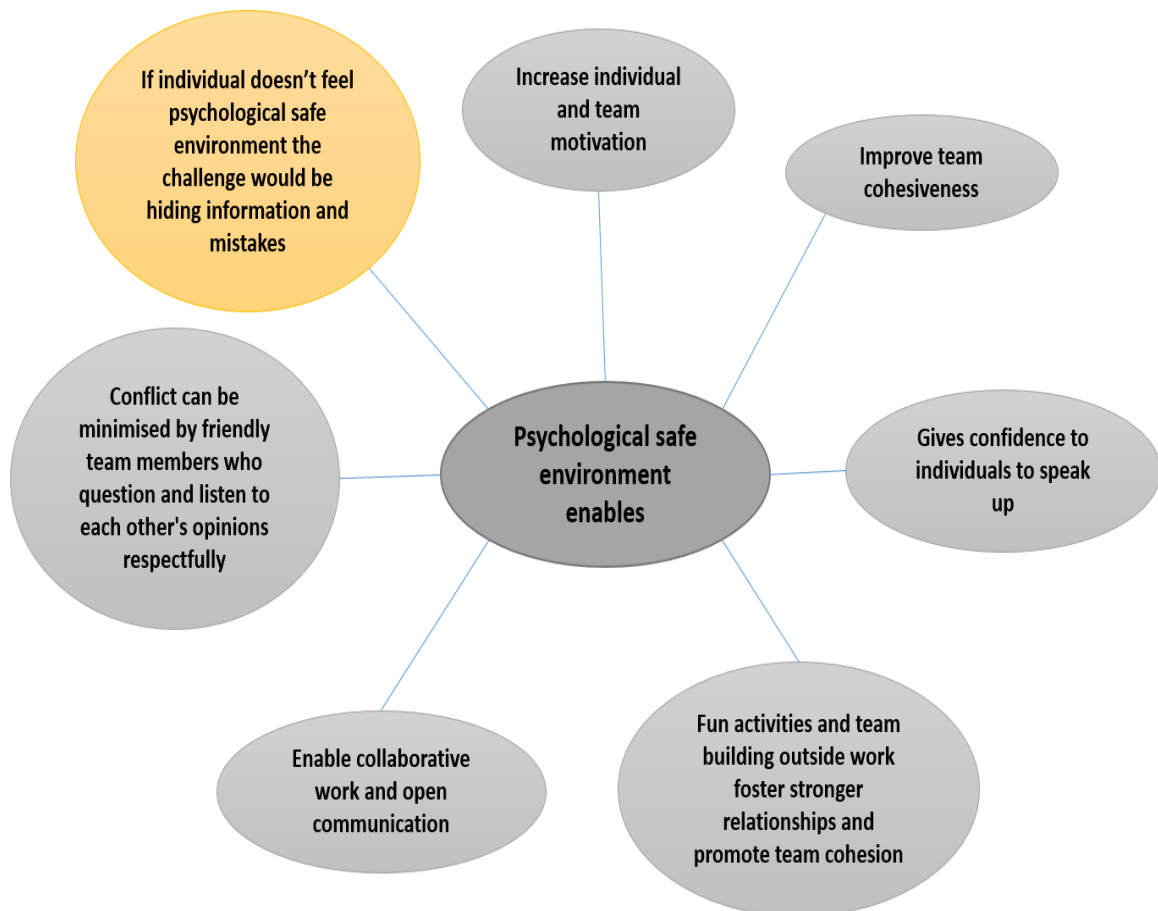 If individual doesn’t feel
psychological safe
environment the
challenge would be
hiding information and
mistakes
Increase individual
and team
motivation
Improve team
cohesiveness
Conflict can be
minimised by friendly
team members who
question and listen to
each other's opinions
respectfully
Psychological safe
environment
enables
Gives confidence to
individuals to speak
up
Enable collaborative
work and open
communication
Fun activities and team
building outside work
foster stronger
relationships and
promote team cohesion